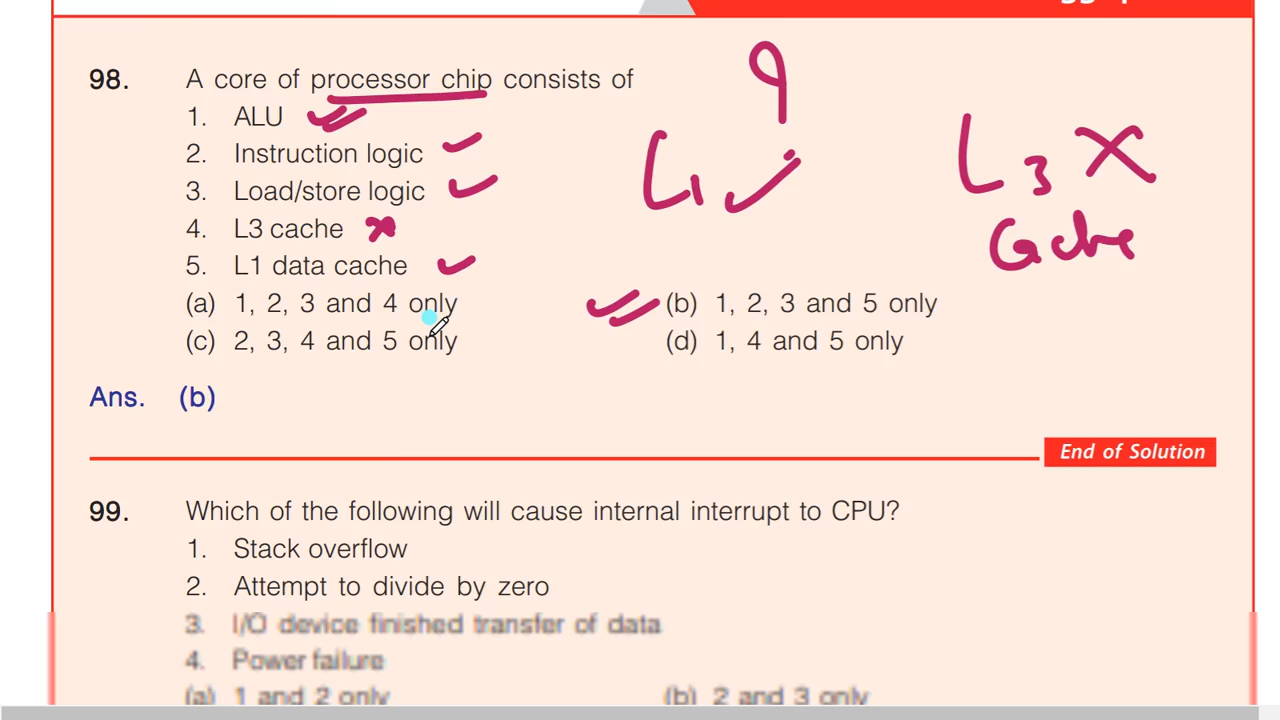 98. A core of processor chip consists of
1. ALU
2. Instruction logic
3. Load/store logic
4. L3 cache
5. L1 data cache
(a) 1, 2, 3 and 4 only (b) 1, 2, 3 and 5 only
(c) 2, 3, 4 and 5 only (d) 1, 4 and 5 only
L1
L3
Cache
Ans. (b)
End of Solution
99. Which of the following will cause internal interrupt to CPU?
1. Stack overflow
2. Attempt to divide by zero
3. I/O device finished transfer of data
4. Power failure
(a) 1 and 2 only (b) 2 and 3 only